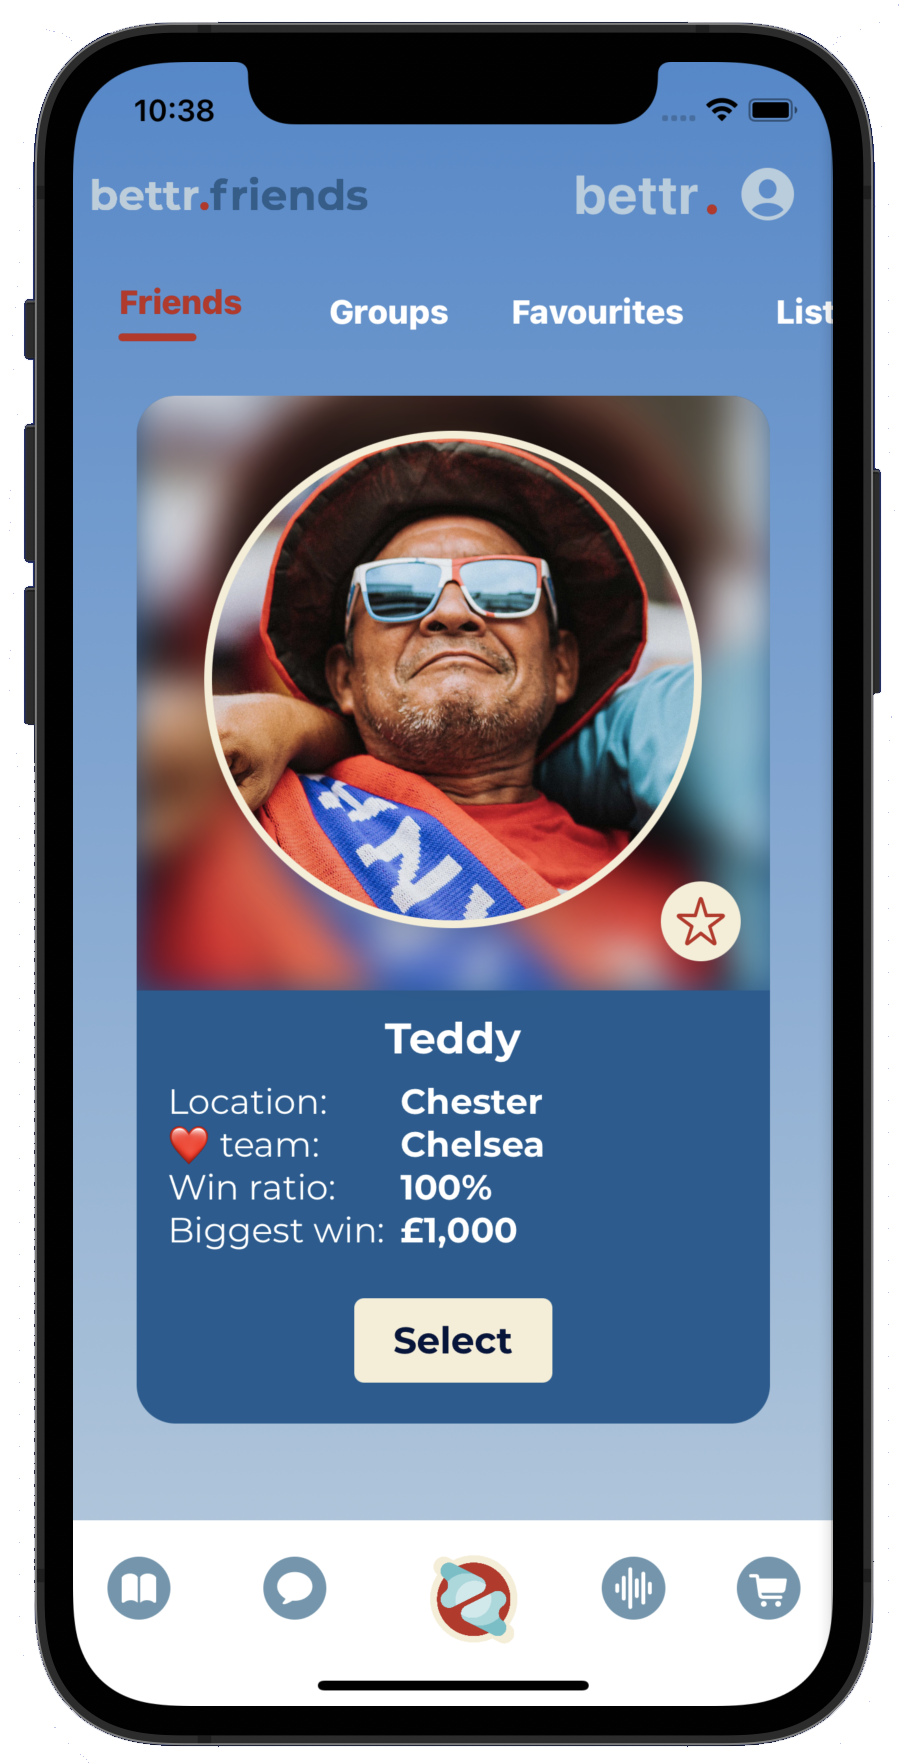 10:38
bettr.friends
bettr.
Friends
Groups
Favourites
List
Teddy
Location: Chester
❤️ team: Chelsea
Win ratio: 100%
Biggest win: £1,000
Select